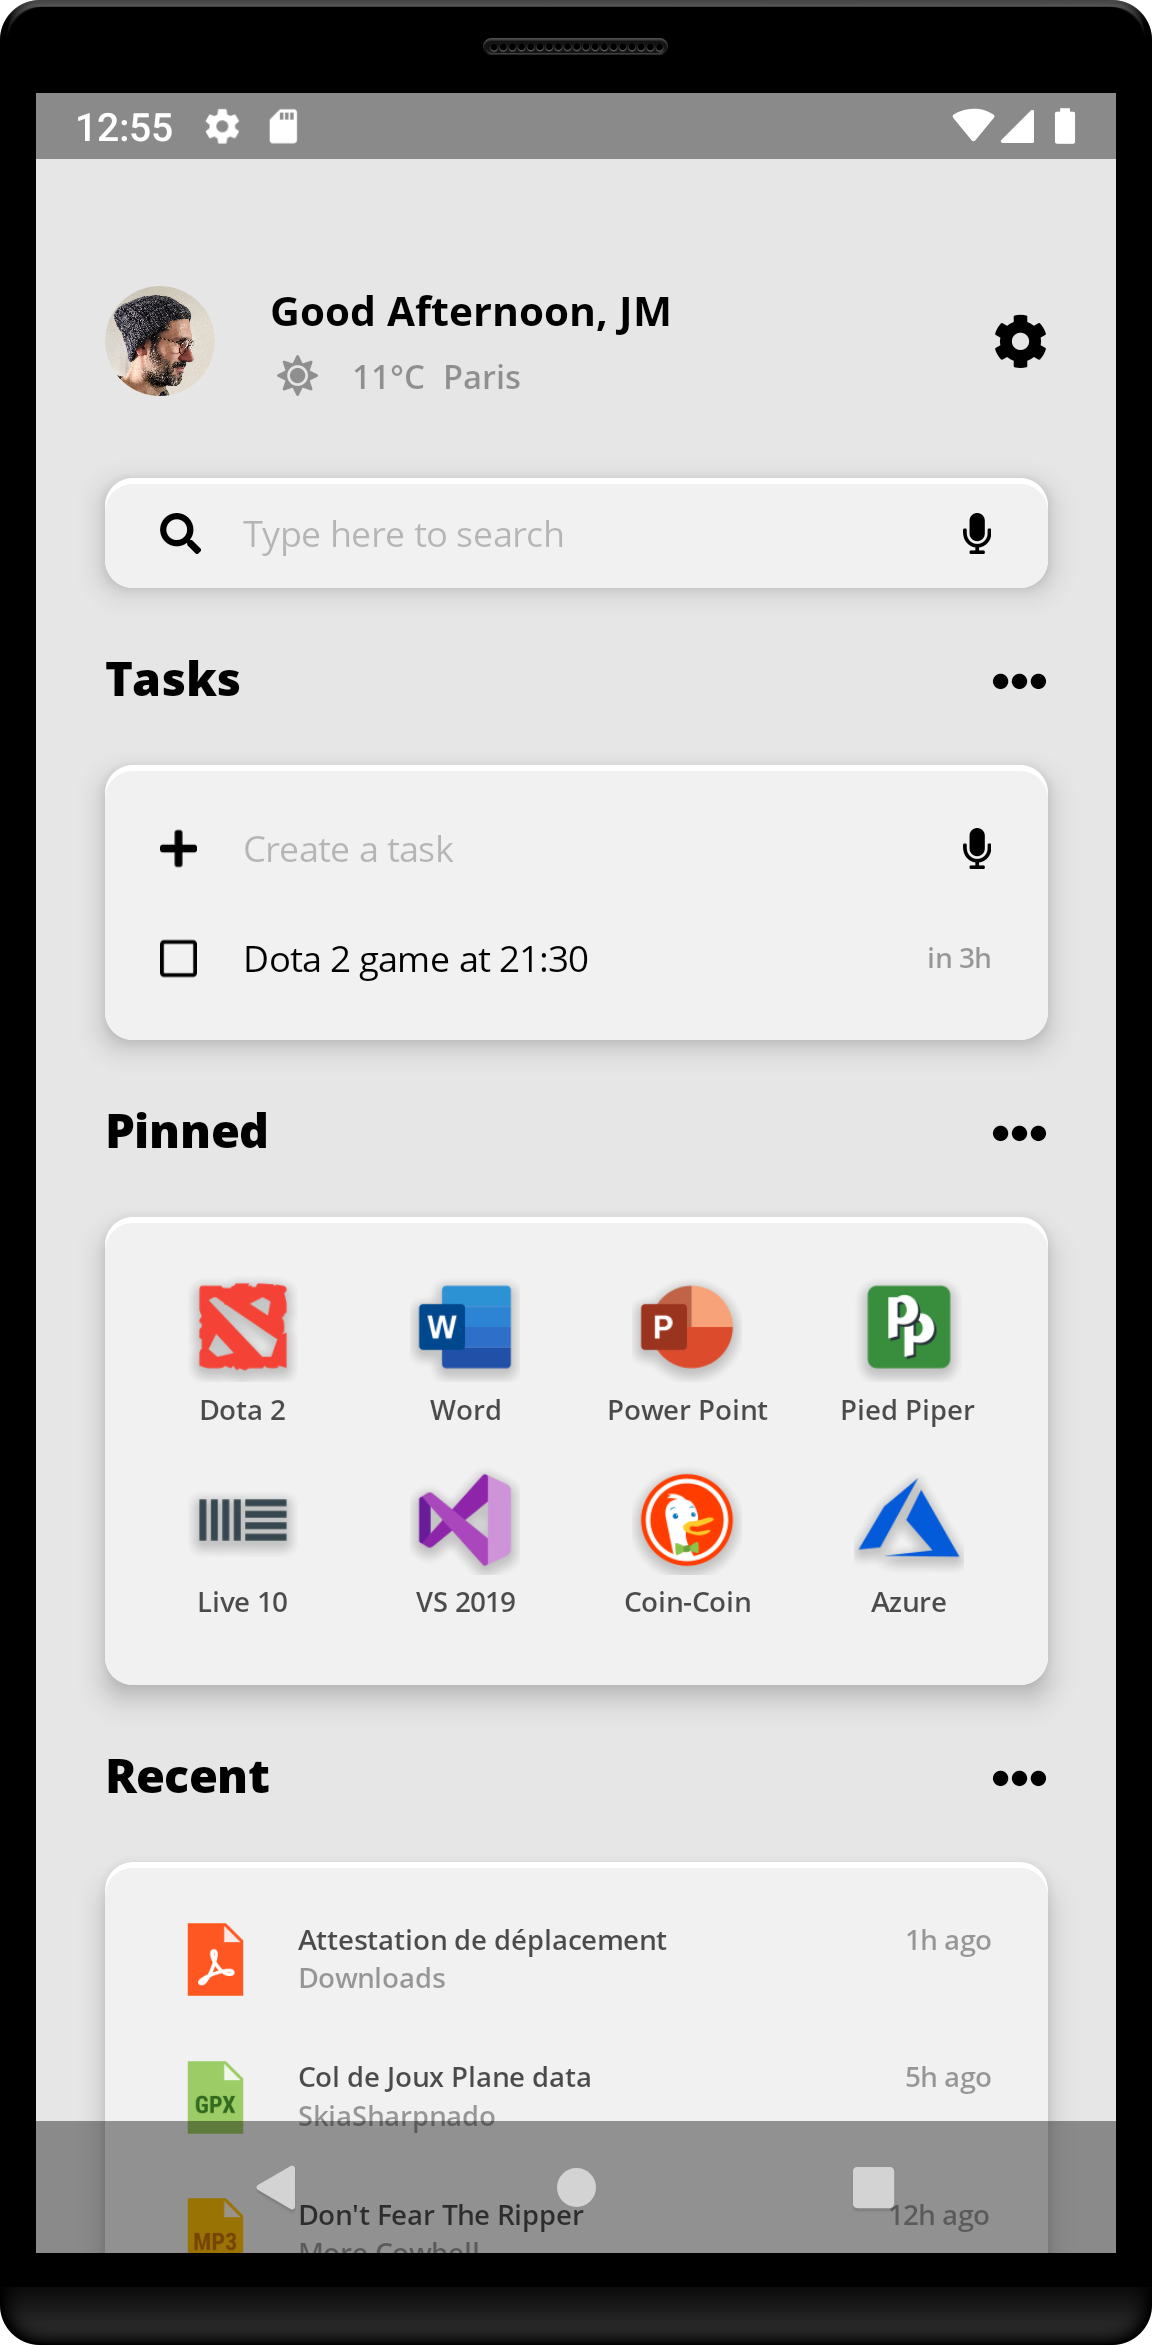 12:55
Good Afternoon, JM
11°C Paris
Type here to search
Tasks
Create a task
Dota 2 game at 21:30
in 3h
Pinned
W
P
pp
Dota 2
Word
Power Point
Pied Piper
Live 10
VS 2019
Coin-Coin
Azure
Recent
Attestation de déplacement
1h ago
Downloads
Col de Joux Plane data
5h ago
GPX
SkiaSharpnado
Don't Fear The Ripper
12h ago
MP3
More Cowbell